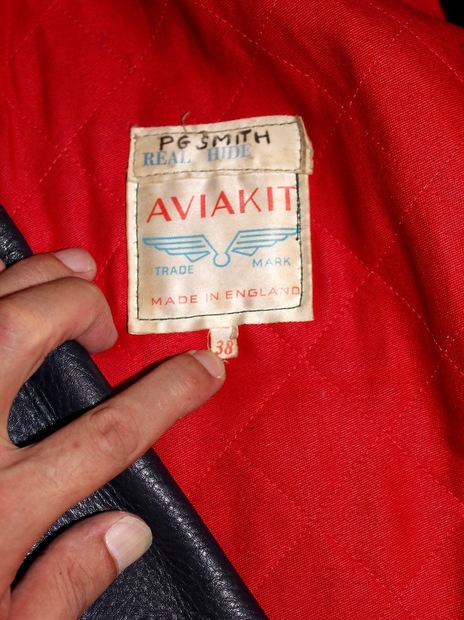 PG SMITH
REAL HIDE
AVIAKIT
TRADE MARK
MADE IN ENGLAND
38